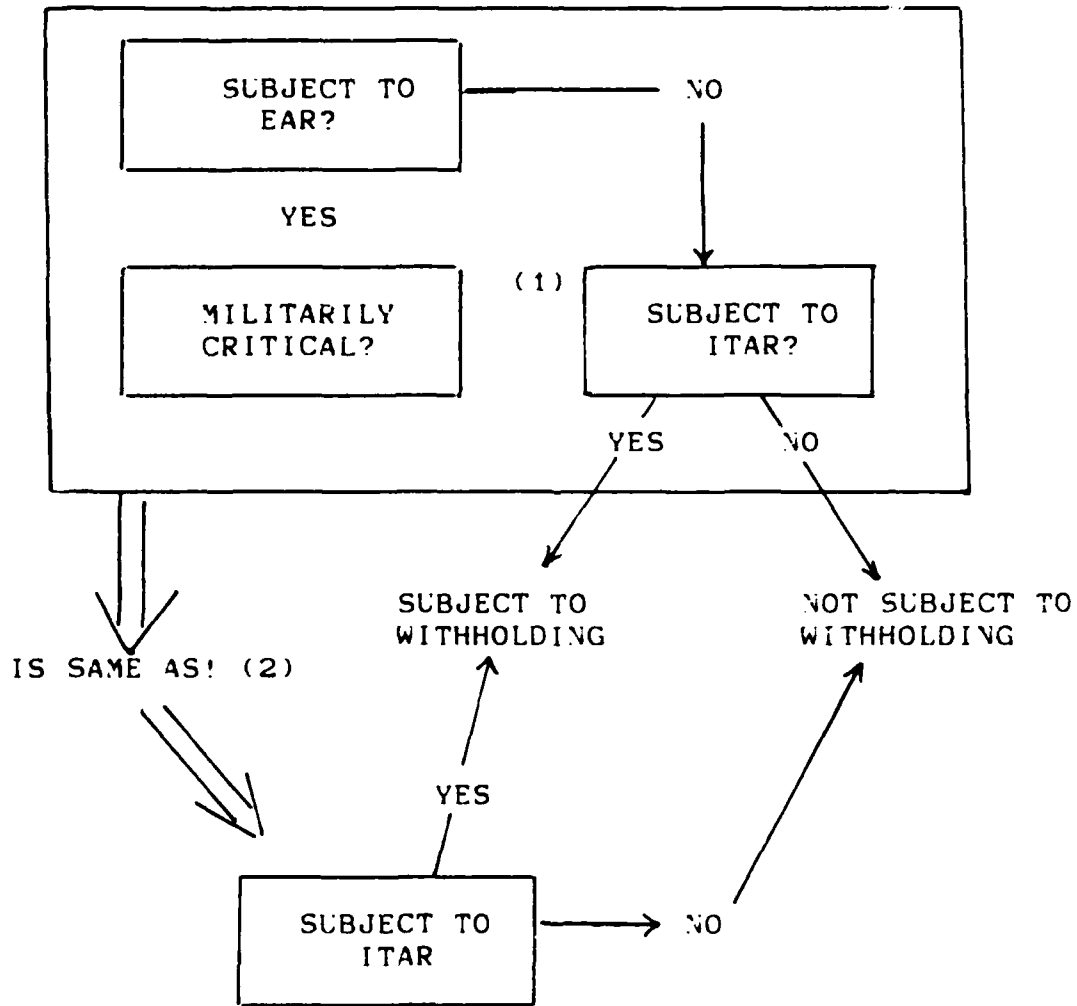 SUBJECT TO
EAR?
NO
YES
(1)
MILITARILY
CRITICAL?
SUBJECT TO
ITAR?
YES
NO
SUBJECT TO
WITHHOLDING
NOT SUBJECT TO
WITHHOLDING
IS SAME AS! (2)
YES
SUBJECT TO
ITAR
NO